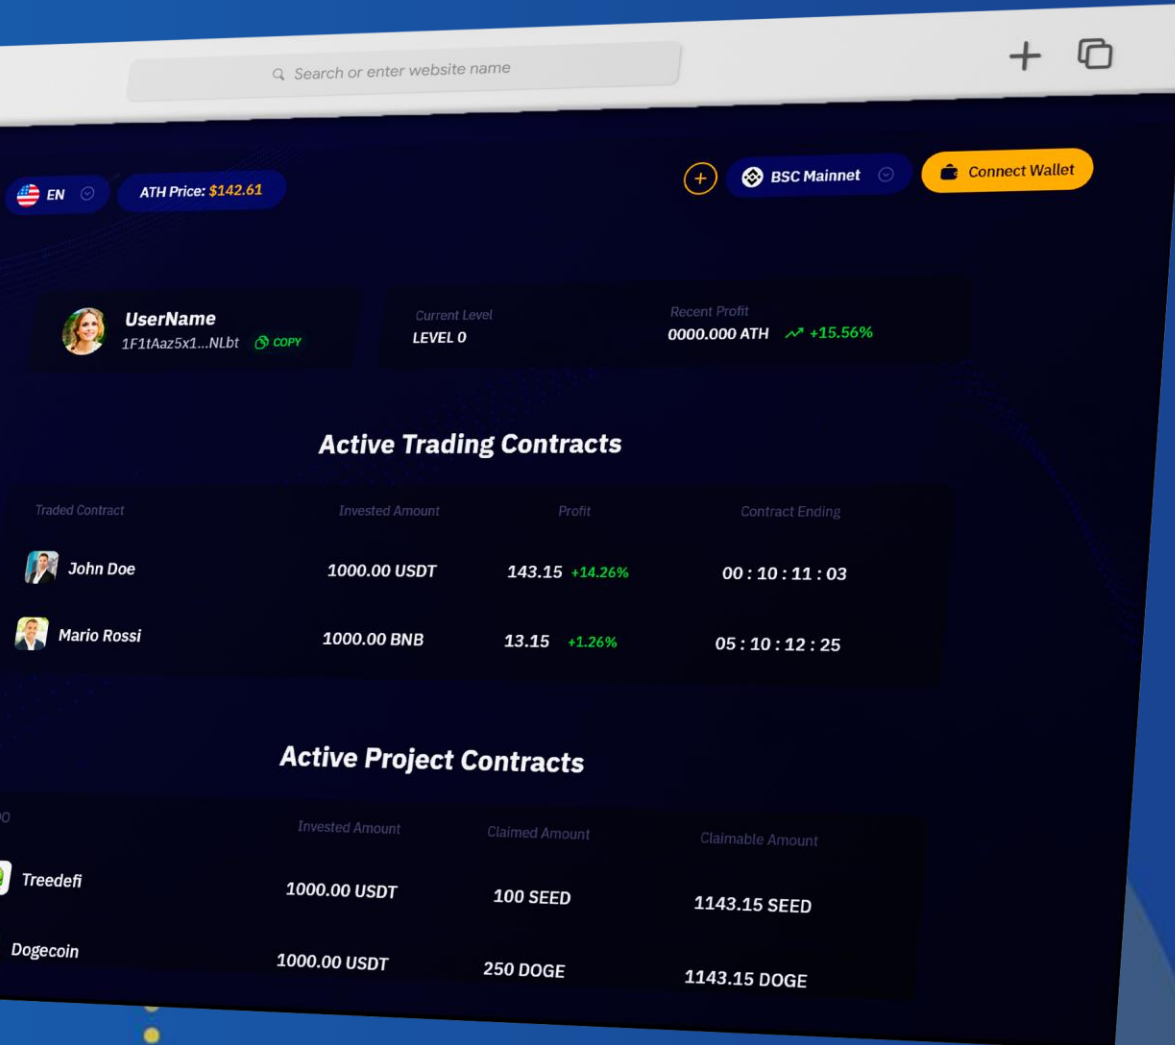 Search or enter website name
EN
ATH Price: $142.61
BSC Mainnet
Connect Wallet
UserName
1F1tAaz5x1...NLbt COPY
Current Level
LEVEL 0
Recent Profit
0000.000 ATH +15.56%
Active Trading Contracts
Traded Contract Invested Amount Profit Contract Ending
John Doe 1000.00 USDT 143.15 +14.26% 00 : 10 : 11 : 03
Mario Rossi 1000.00 BNB 13.15 +1.26% 05 : 10 : 12 : 25
Active Project Contracts
Invested Amount Claimed Amount Claimable Amount
Treedefi 1000.00 USDT 100 SEED 1143.15 SEED
Dogecoin 1000.00 USDT 250 DOGE 1143.15 DOGE